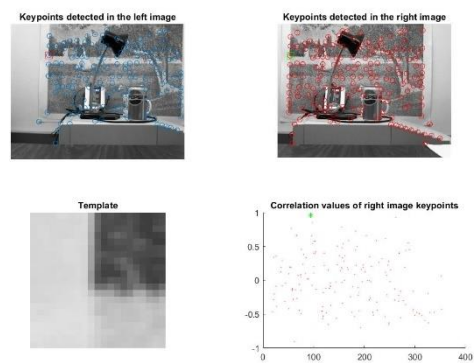 Keypoints detected in the left image
Keypoints detected in the right image
Template
Correlation values of right image keypoints
1
0.5
0
-0.5
-1
0 100 200 300 400